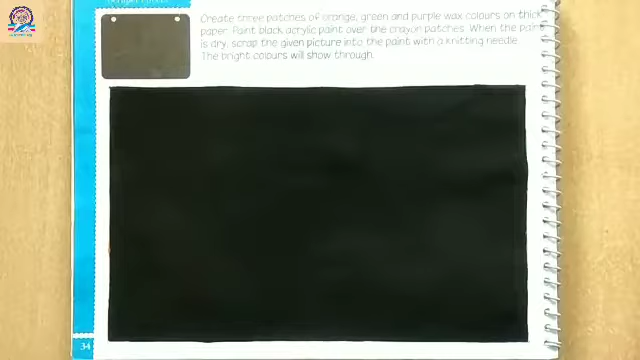 Create three patches of orange, green and purple wax colours on thick
paper. Paint black acrylic paint over the crayon patches. When the paint
is dry, scrap the given picture into the paint with a knitting needle.
The bright colours will show through.
34